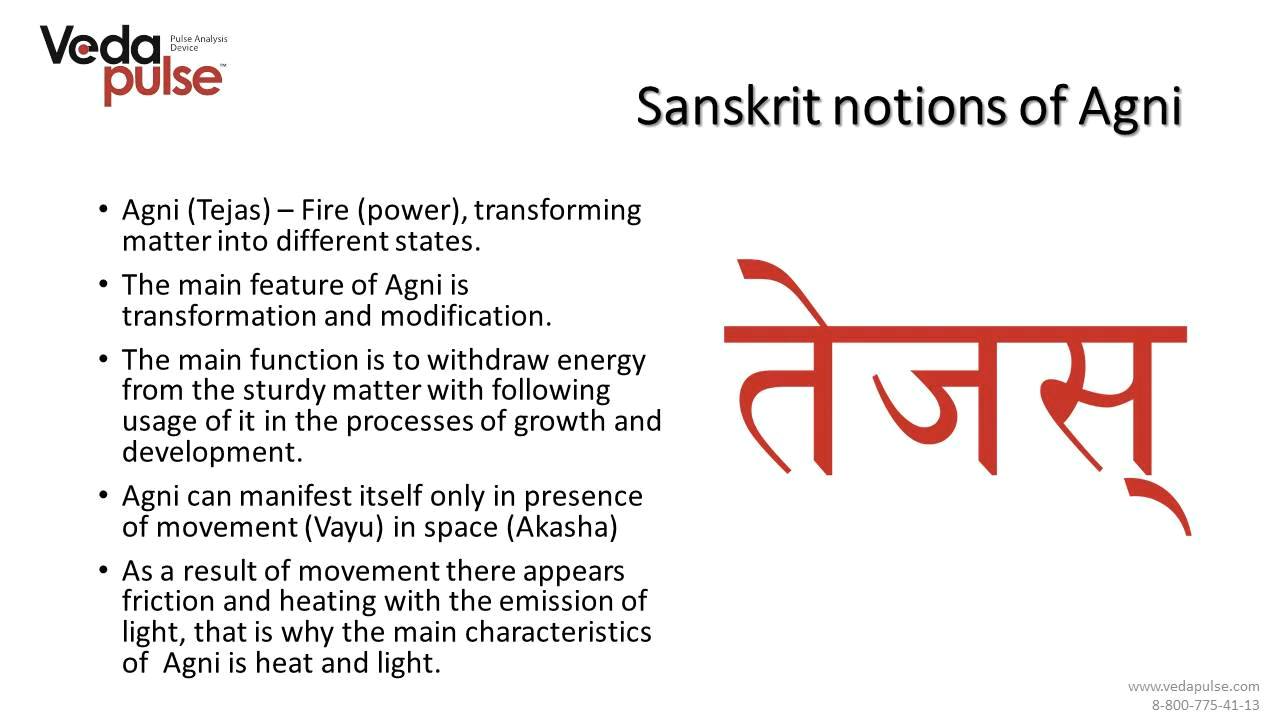 Veda
pulse™
Pulse Analysis
Device
Sanskrit notions of Agni
• Agni (Tejas) – Fire (power), transforming
matter into different states.
• The main feature of Agni is
transformation and modification.
• The main function is to withdraw energy
from the sturdy matter with following
usage of it in the processes of growth and
development.
• Agni can manifest itself only in presence
of movement (Vayu) in space (Akasha)
• As a result of movement there appears
friction and heating with the emission of
light, that is why the main characteristics
of  Agni is heat and light.
तेजस्
www.vedapulse.com
8-800-775-41-13